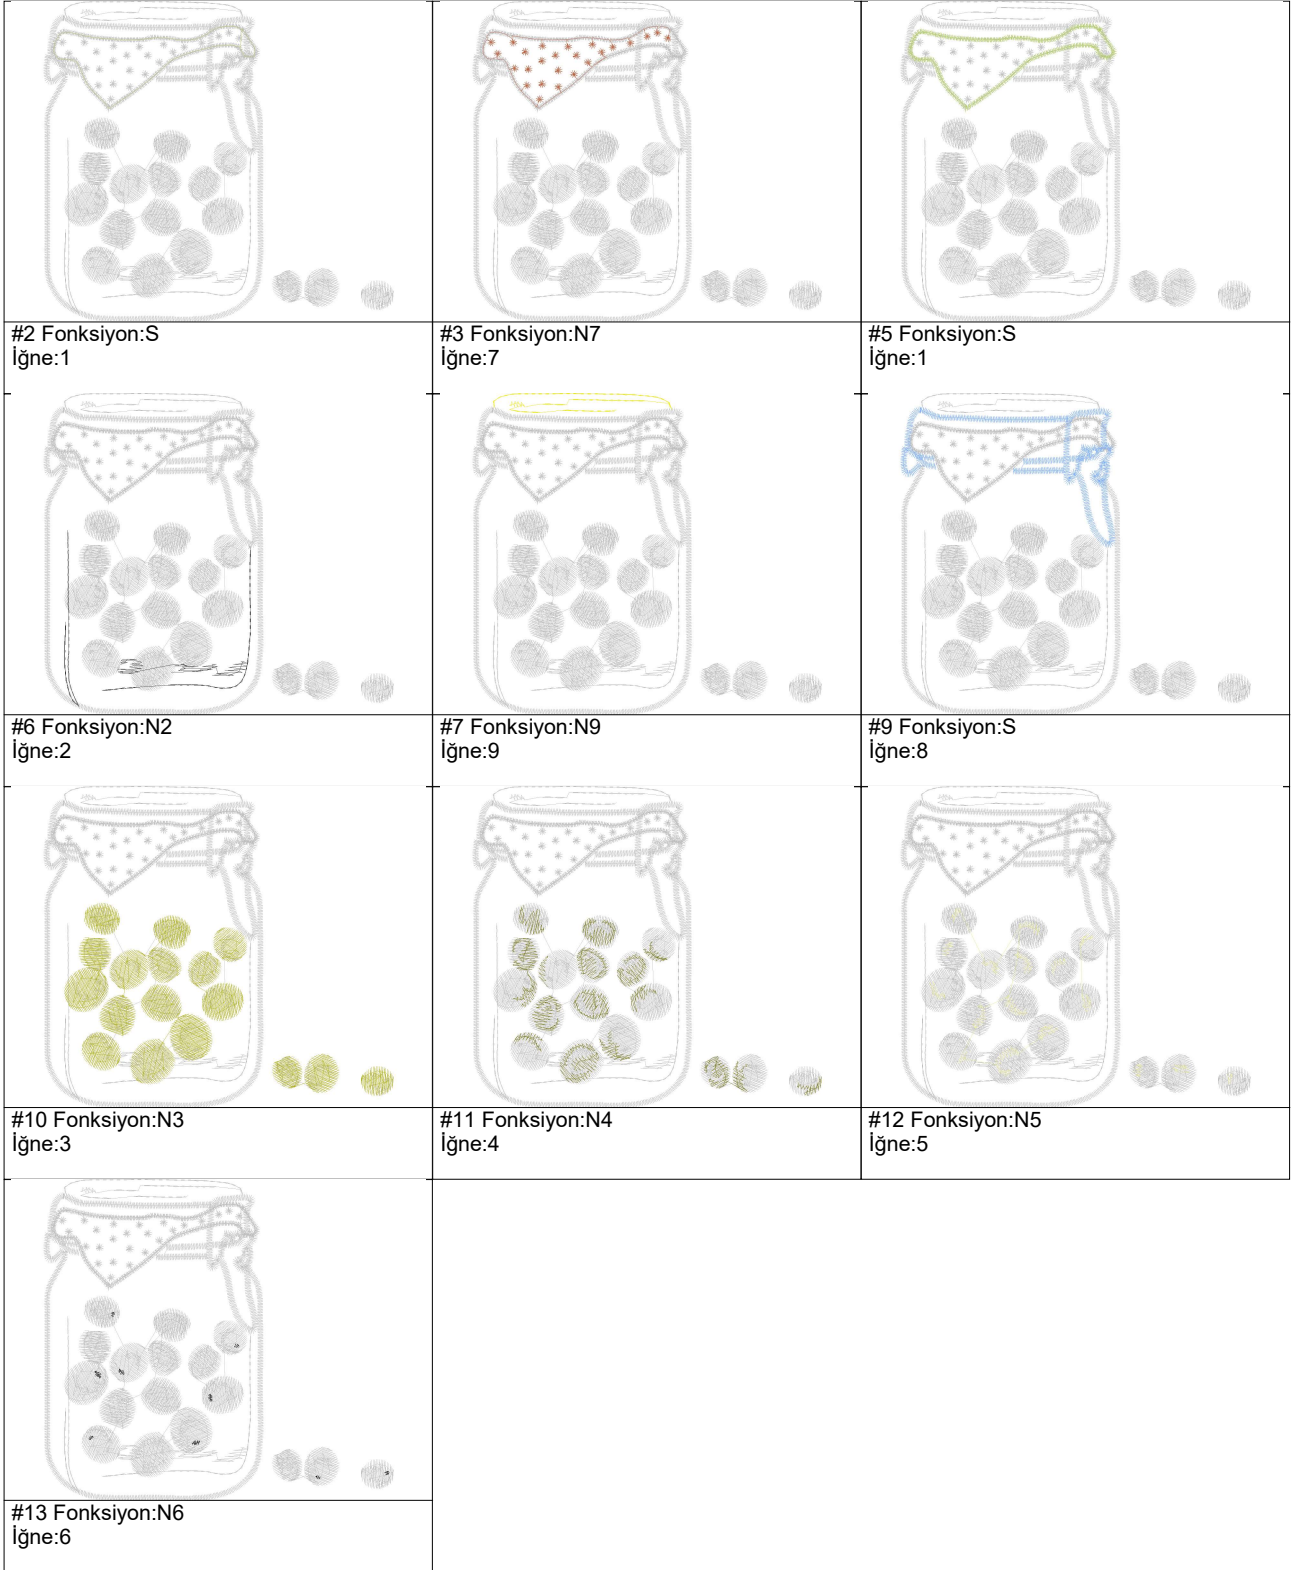 #2 Fonksiyon:S
İğne:1
#3 Fonksiyon:N7
İğne:7
#5 Fonksiyon:S
İğne:1
#6 Fonksiyon:N2
İğne:2
#7 Fonksiyon:N9
İğne:9
#9 Fonksiyon:S
İğne:8
#10 Fonksiyon:N3
İğne:3
#11 Fonksiyon:N4
İğne:4
#12 Fonksiyon:N5
İğne:5
#13 Fonksiyon:N6
İğne:6